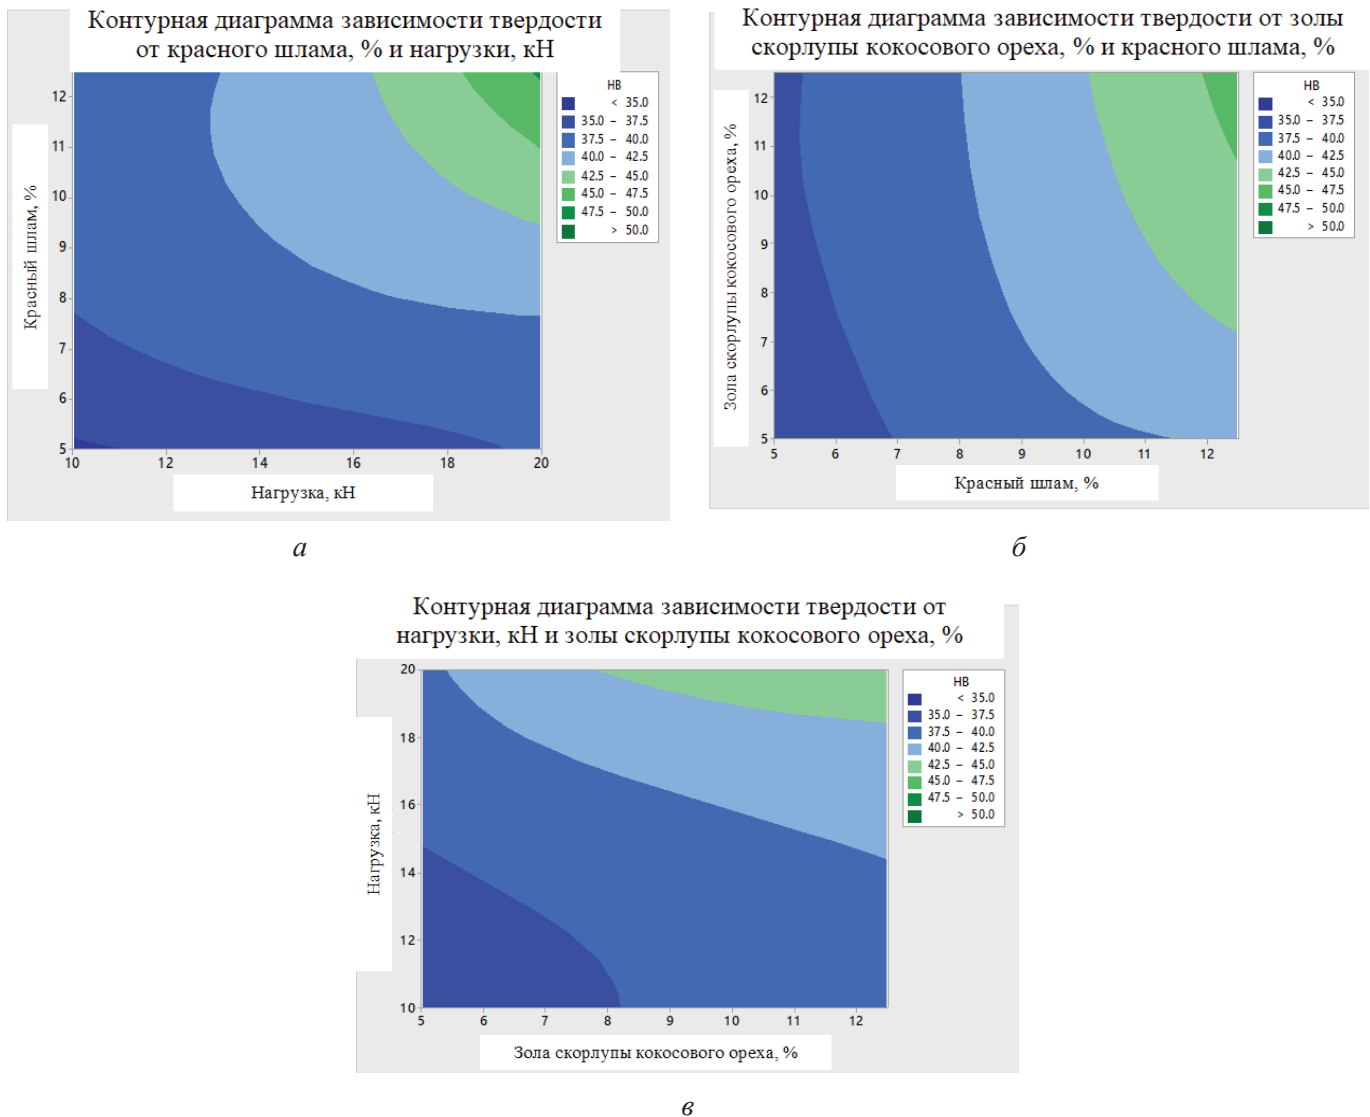 Контурная диаграмма зависимости твердости
от красного шлама, % и нагрузки, кН
HB
< 35.0
35.0 – 37.5
37.5 – 40.0
40.0 – 42.5
42.5 – 45.0
45.0 – 47.5
47.5 – 50.0
> 50.0
12
11
10
9
8
7
6
5
Красный шлам, %
10 12 14 16 18 20
Нагрузка, кН
а
Контурная диаграмма зависимости твердости от золы
скорлупы кокосового ореха, % и красного шлама, %
HB
< 35.0
35.0 – 37.5
37.5 – 40.0
40.0 – 42.5
42.5 – 45.0
45.0 – 47.5
47.5 – 50.0
> 50.0
12
11
10
9
8
7
6
5
Зола скорлупы кокосового ореха, %
5 6 7 8 9 10 11 12
Красный шлам, %
б
Контурная диаграмма зависимости твердости от
нагрузки, кН и золы скорлупы кокосового ореха, %
HB
< 35.0
35.0 – 37.5
37.5 – 40.0
40.0 – 42.5
42.5 – 45.0
45.0 – 47.5
47.5 – 50.0
> 50.0
20
18
16
14
12
10
Нагрузка, кН
5 6 7 8 9 10 11 12
Зола скорлупы кокосового ореха, %
в